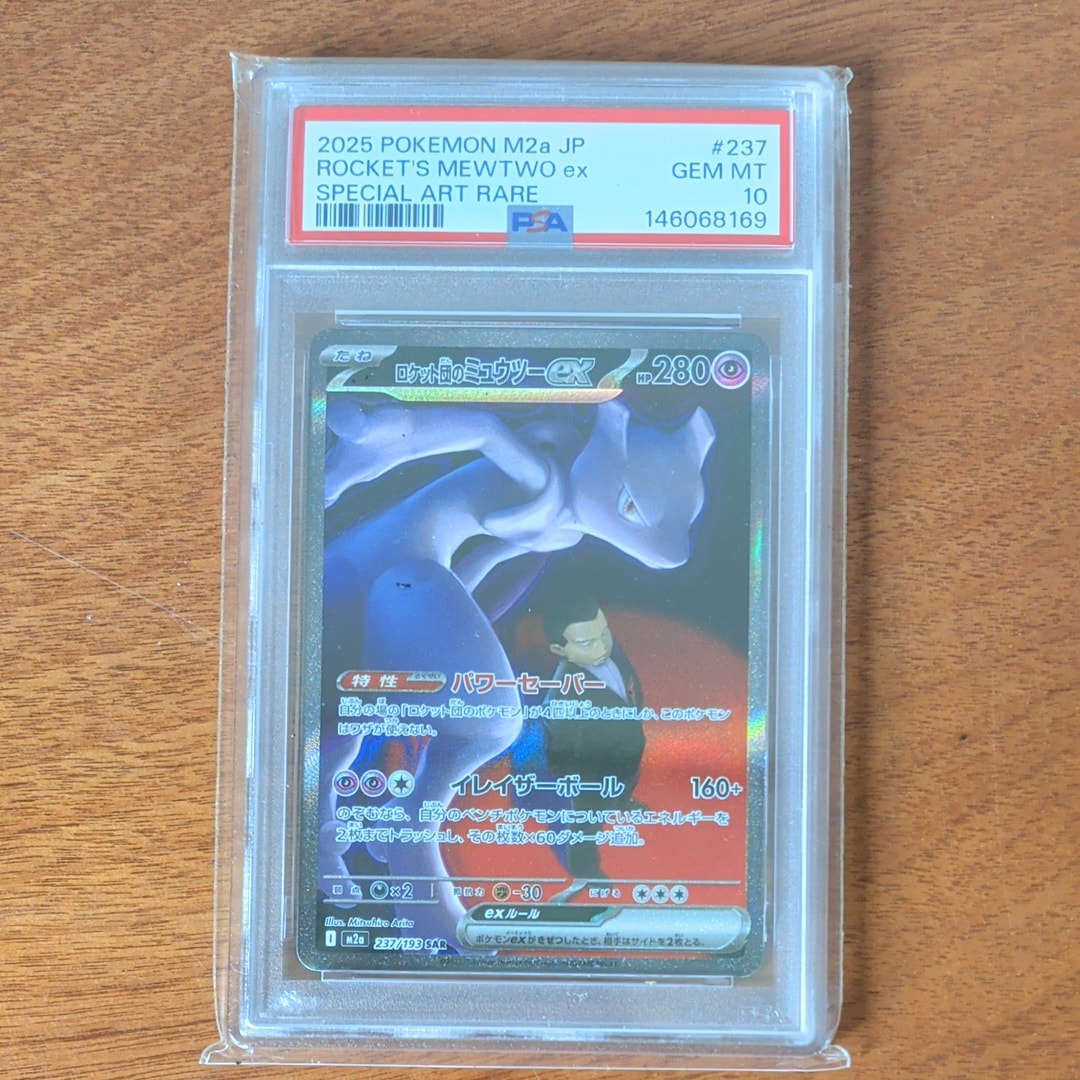 2025 POKEMON M2a JP #237
ROCKET'S MEWTWO ex GEM MT
SPECIAL ART RARE 10
PSA 146068169
たね ロケット団のミュウツーex HP280
特性 パワーセーバー
自分の場の「ロケット団のポケモン」が4匹以上のときにしか、このポケモン
はワザが使えない。
イレイザーボール 160+
のぞむなら、自分のベンチポケモンについているエネルギーを
2枚までトラッシュし、その枚数×60ダメージ追加。
弱点 ×2 抵抗力 -30 にげる
Illus. Mitsuhiro Arita
exルール
I M2a 237/193 SAR
ポケモンexがきぜつしたとき、相手はサイドを2枚とる。